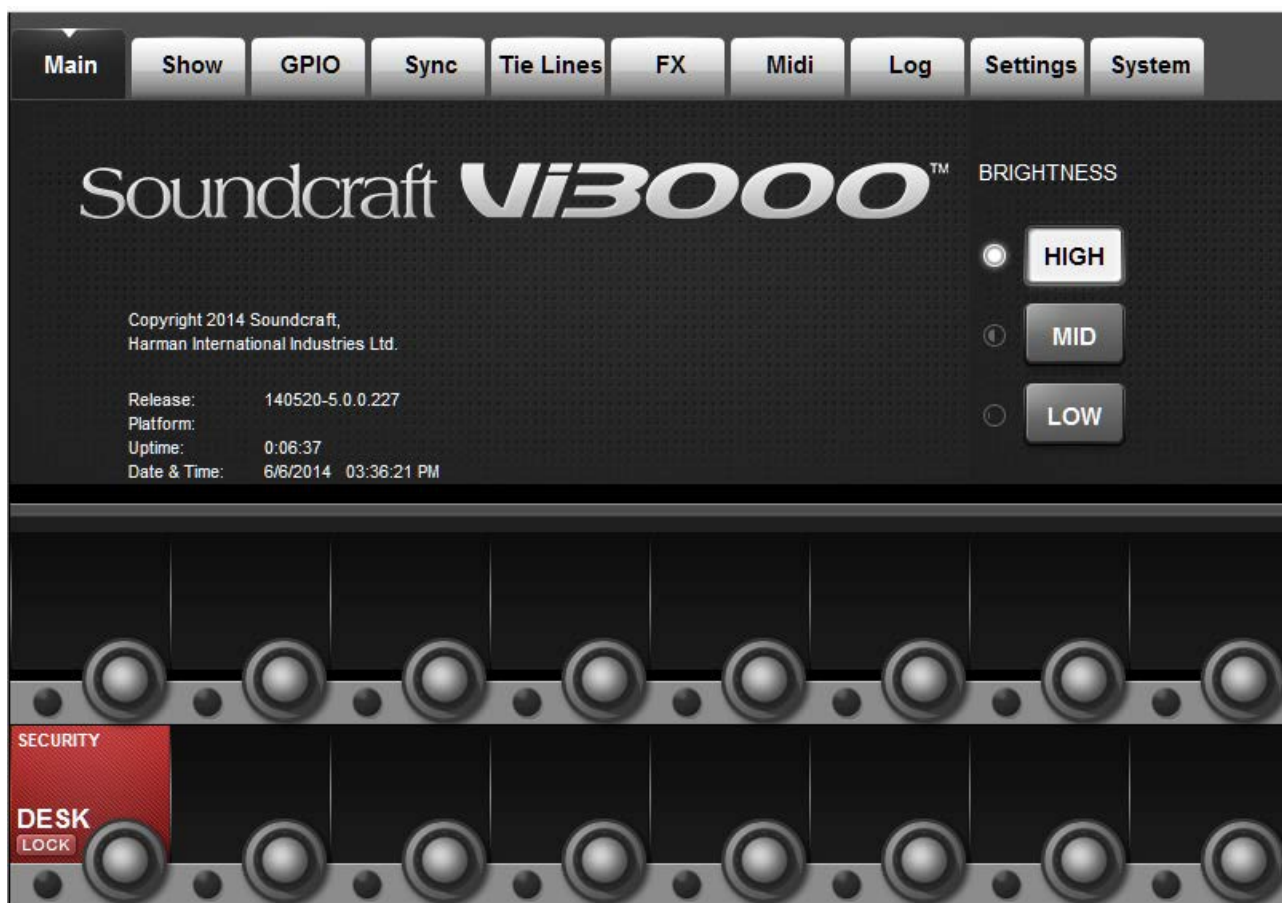 Main Show GPIO Sync Tie Lines FX Midi Log Settings System
Soundcraft Vi3000™
BRIGHTNESS
HIGH
MID
LOW
Copyright 2014 Soundcraft,
Harman International Industries Ltd.
Release: 140520-5.0.0.227
Platform:
Uptime: 0:06:37
Date & Time: 6/6/2014 03:36:21 PM
SECURITY
DESK
LOCK